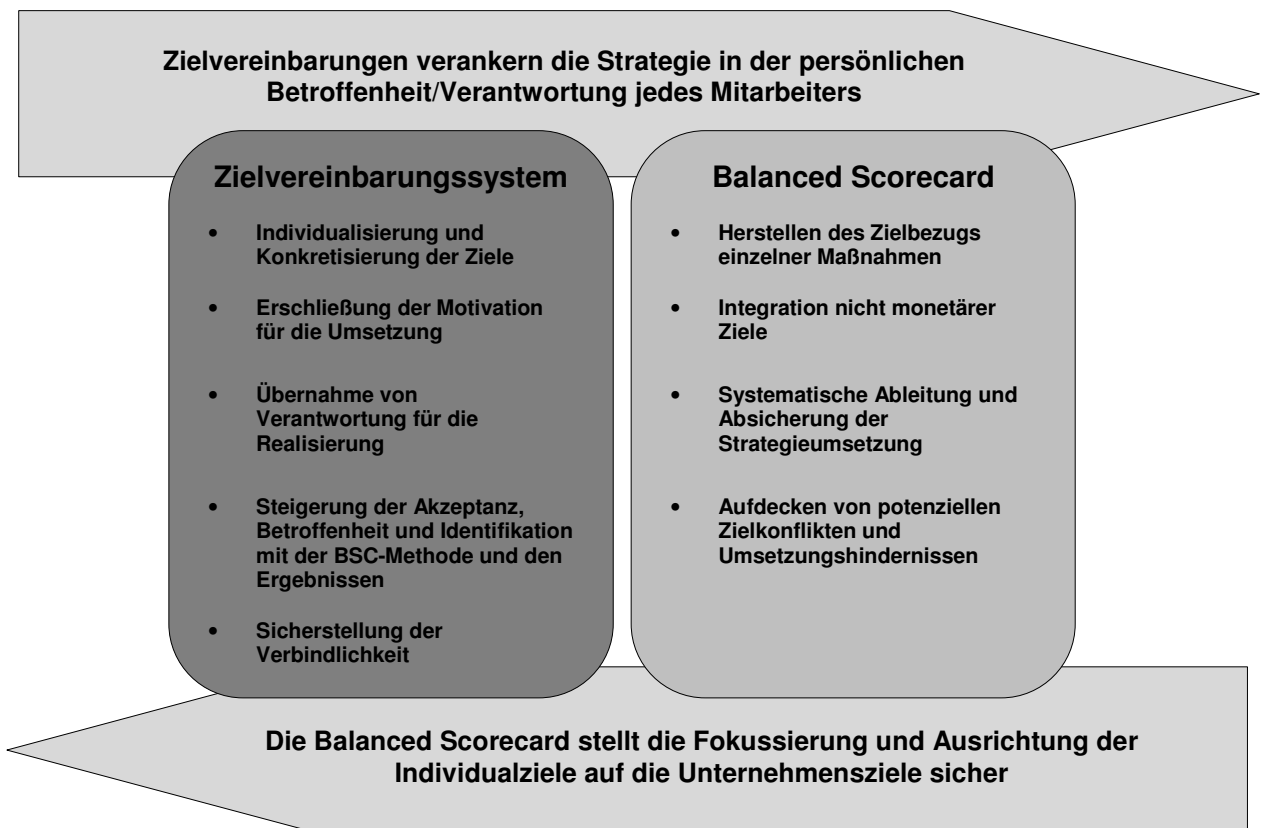 Zielvereinbarungen verankern die Strategie in der persönlichen
Betroffenheit/Verantwortung jedes Mitarbeiters
Zielvereinbarungssystem
• Individualisierung und
Konkretisierung der Ziele
• Erschließung der Motivation
für die Umsetzung
• Übernahme von
Verantwortung für die
Realisierung
• Steigerung der Akzeptanz,
Betroffenheit und Identifikation
mit der BSC-Methode und den
Ergebnissen
• Sicherstellung der
Verbindlichkeit
Balanced Scorecard
• Herstellen des Zielbezugs
einzelner Maßnahmen
• Integration nicht monetärer
Ziele
• Systematische Ableitung und
Absicherung der
Strategieumsetzung
• Aufdecken von potenziellen
Zielkonflikten und
Umsetzungshindernissen
Die Balanced Scorecard stellt die Fokussierung und Ausrichtung der
Individualziele auf die Unternehmensziele sicher